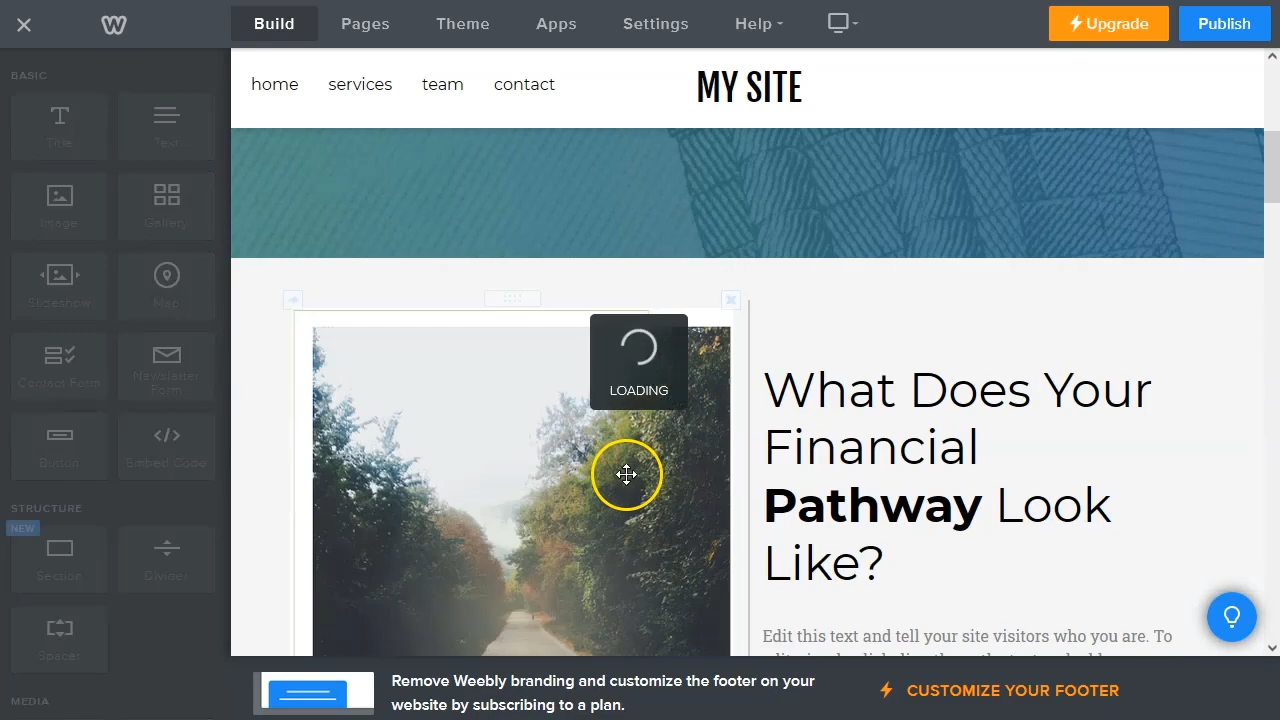 Build
Pages
Theme
Apps
Settings
Help
Upgrade
Publish
BASIC
Title
Text
Image
Gallery
Slideshow
Map
Contact Form
Newsletter
Form
Button
Embed Code
STRUCTURE
NEW
Section
Divider
Spacer
MEDIA
home
services
team
contact
MY SITE
LOADING
What Does Your
Financial
Pathway Look
Like?
Edit this text and tell your site visitors who you are. To
Remove Weebly branding and customize the footer on your
website by subscribing to a plan.
CUSTOMIZE YOUR FOOTER